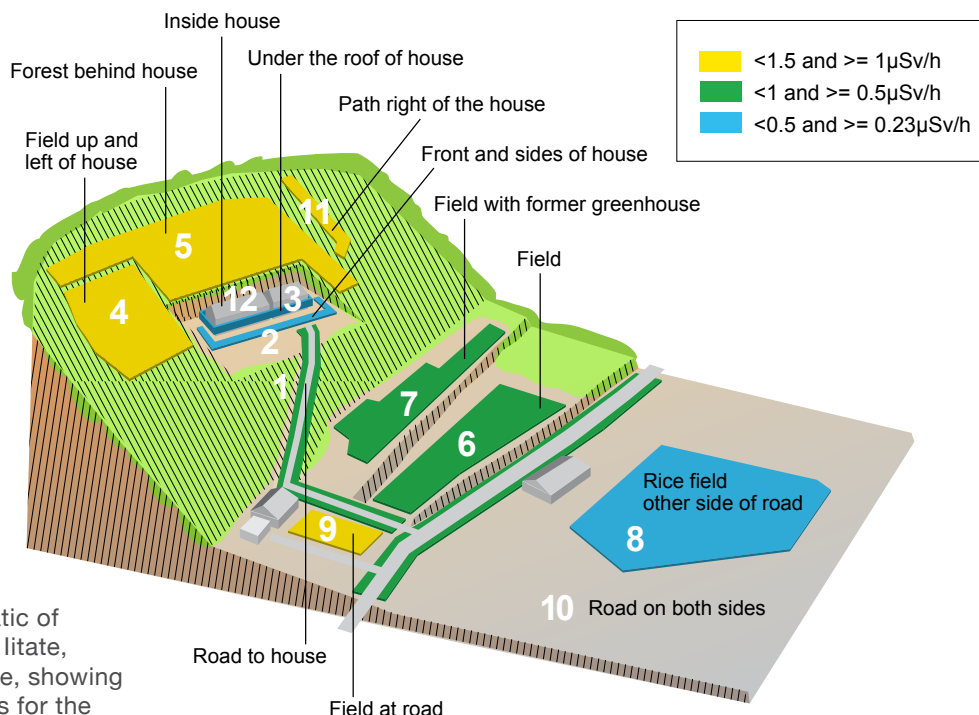 Inside house
Forest behind house
Under the roof of house
Path right of the house
Field up and
left of house
Front and sides of house
Field with former greenhouse
Field
<1.5 and >= 1µSv/h
<1 and >= 0.5µSv/h
<0.5 and >= 0.23µSv/h
11
5
4
12
3
2
1
7
6
9
Rice field
other side of road
8
10
Road on both sides
Road to house
Field at road
of
Iitate,
, showing
for the